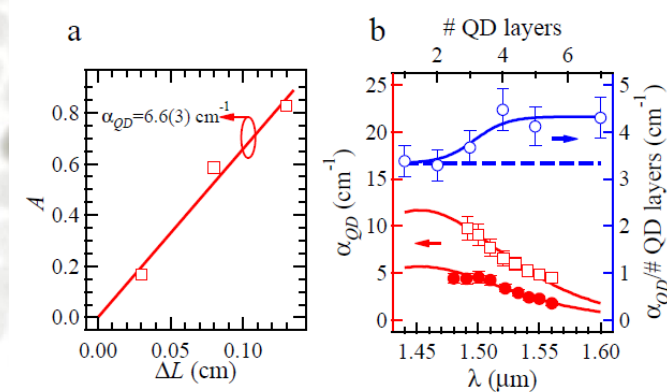 a
A
0.8
0.6
0.4
0.2
0.0
α_QD=6.6(3) cm⁻¹
0.00 0.05 0.10
ΔL (cm)
b
# QD layers
2 4 6
α_QD (cm⁻¹)
25
20
15
10
5
0
5
4
3
2
1
0
α_QD/# QD layers (cm⁻¹)
1.45 1.50 1.55 1.60
λ (μm)